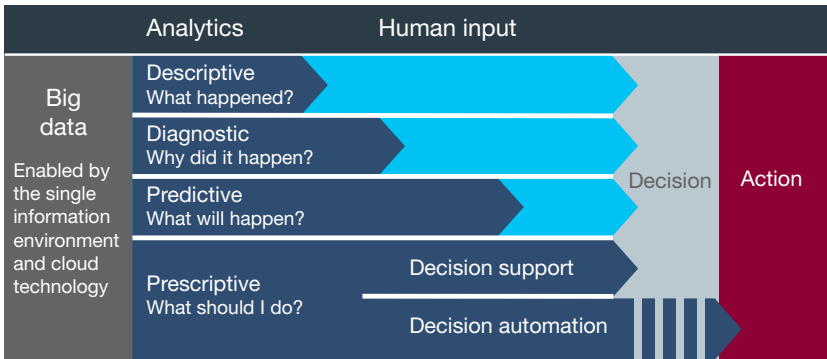 Analytics
Human input
Big
data
Enabled by
the single
information
environment
and cloud
technology
Descriptive
What happened?
Diagnostic
Why did it happen?
Predictive
What will happen?
Prescriptive
What should I do?
Decision support
Decision automation
Decision
Action